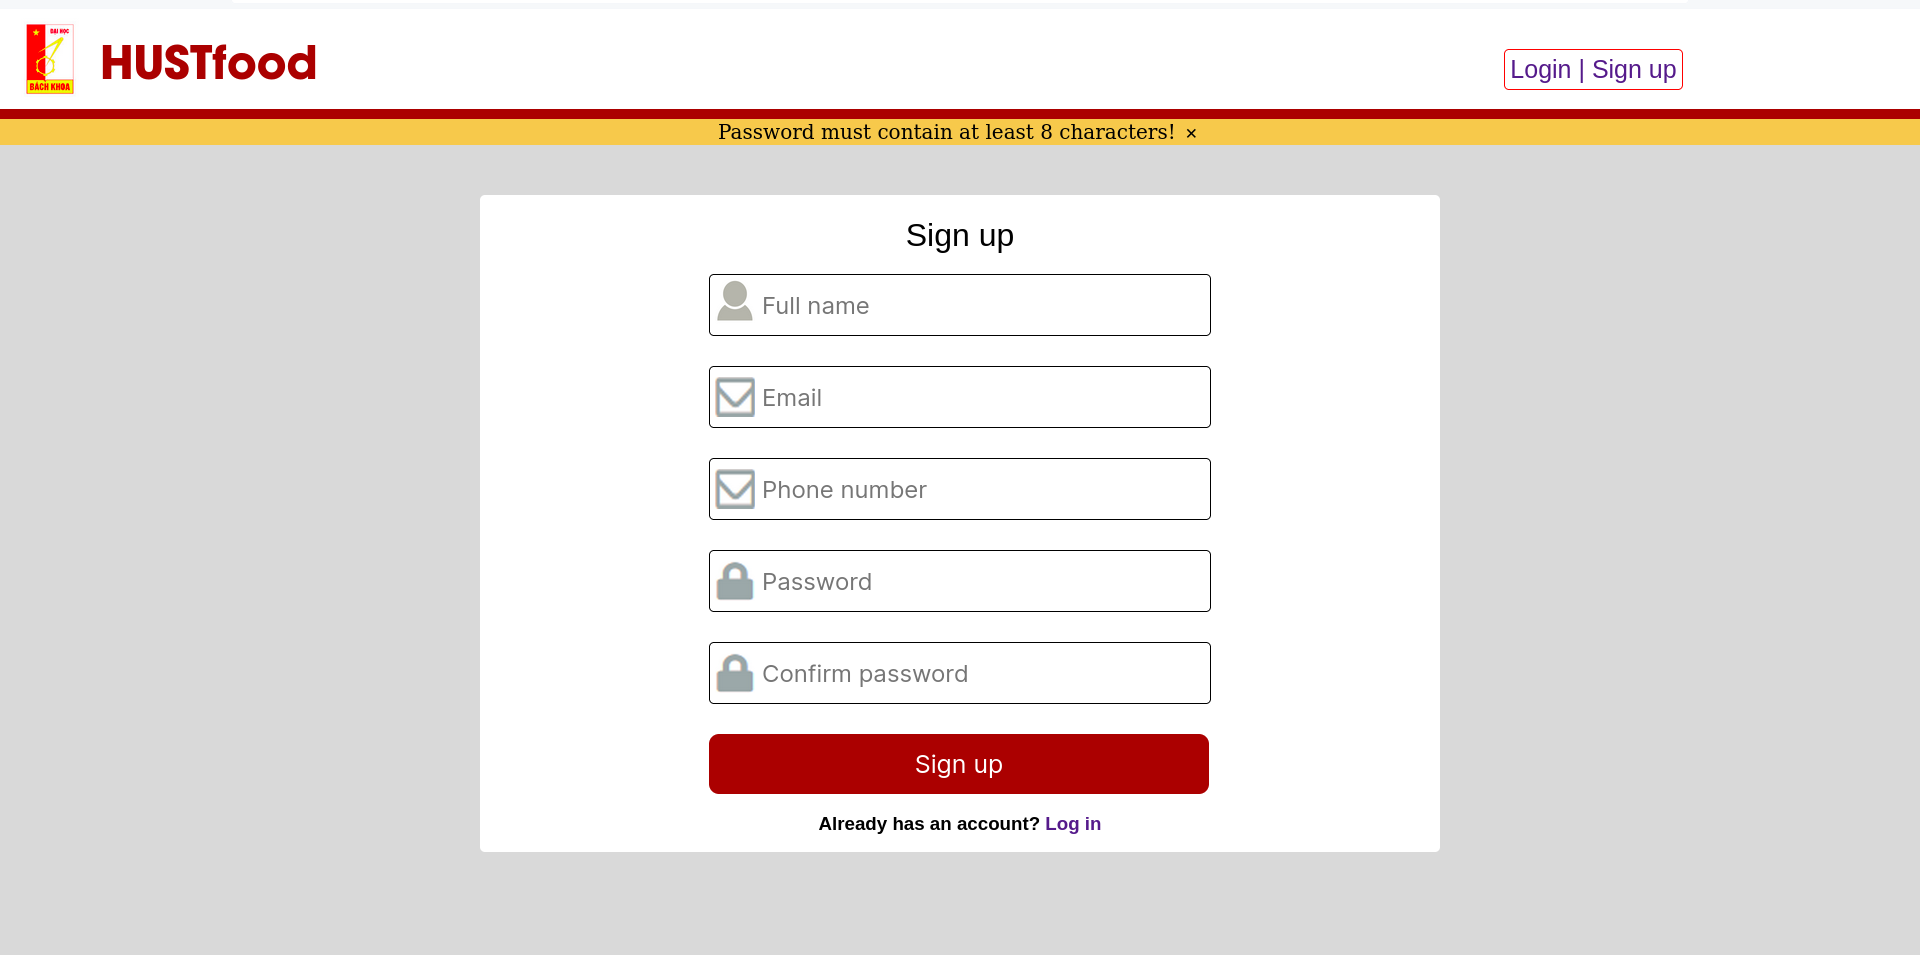 ĐẠI HỌC
BÁCH KHOA
HUSTfood
Login | Sign up
Password must contain at least 8 characters! ×
Sign up
Full name
Email
Phone number
Password
Confirm password
Sign up
Already has an account? Log in